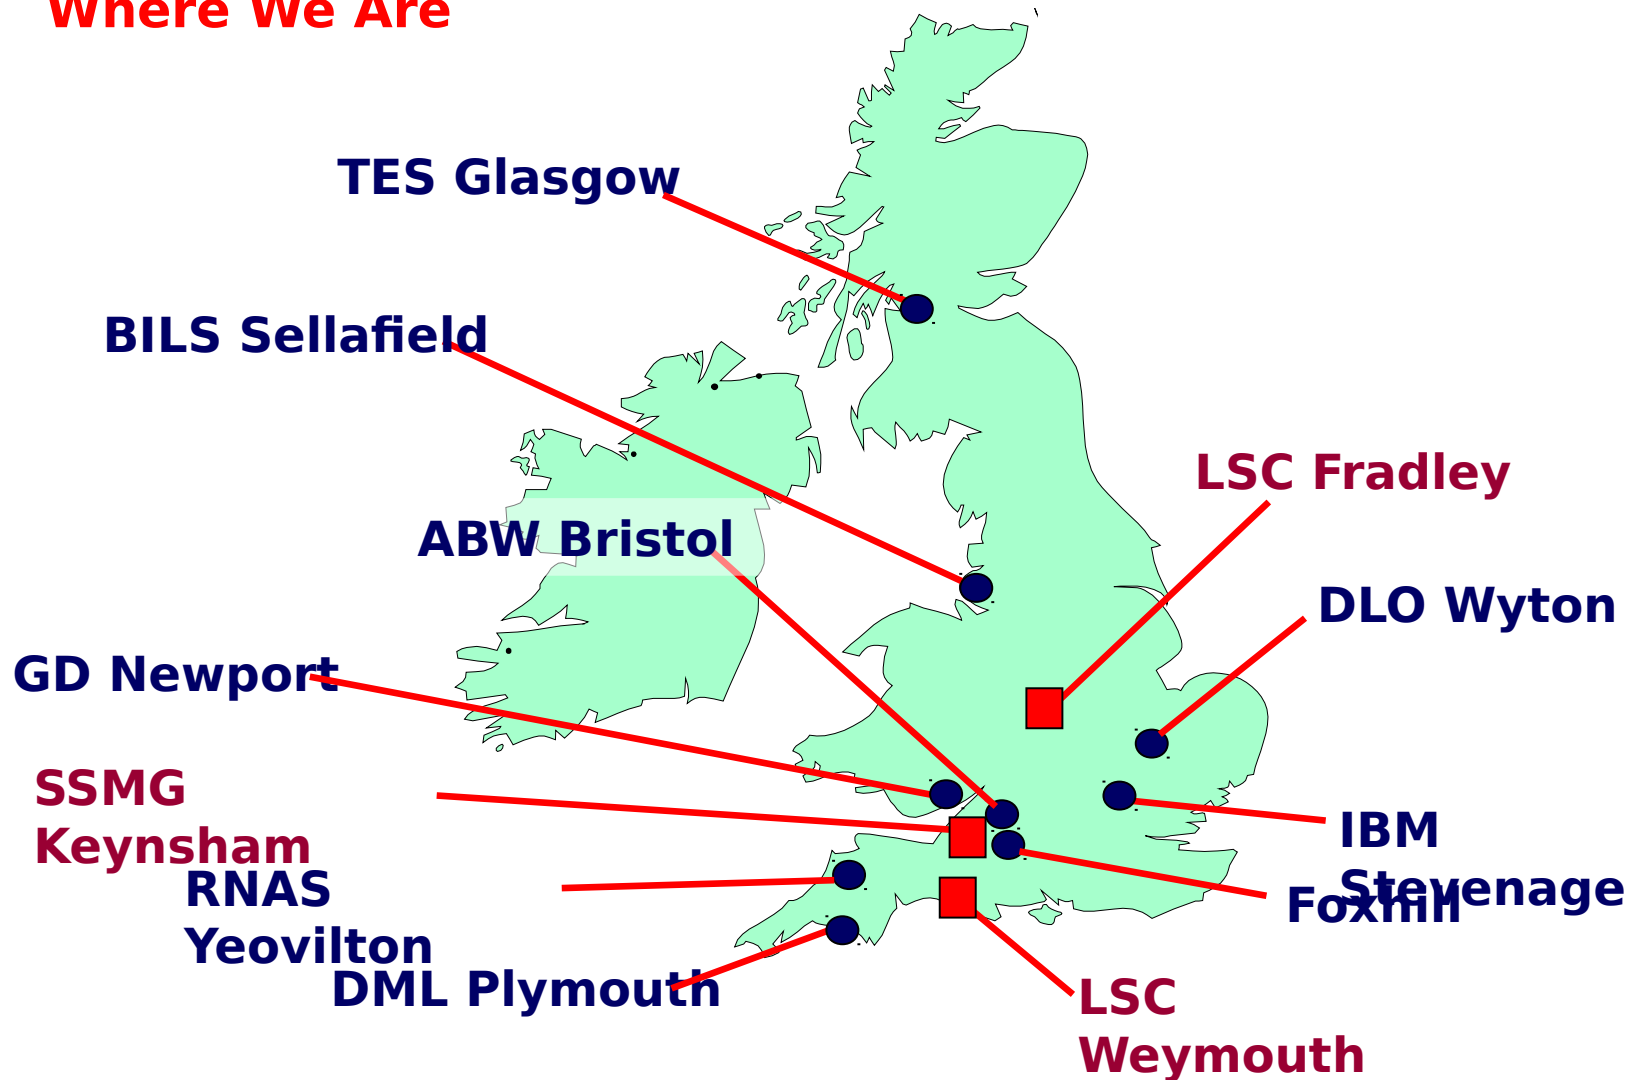 Where We Are
TES Glasgow
BILS Sellafield
LSC Fradley
ABW Bristol
DLO Wyton
GD Newport
SSMG
Keynsham
IBM
Stevenage
RNAS
Yeovilton
Foxhill
DML Plymouth
LSC
Weymouth